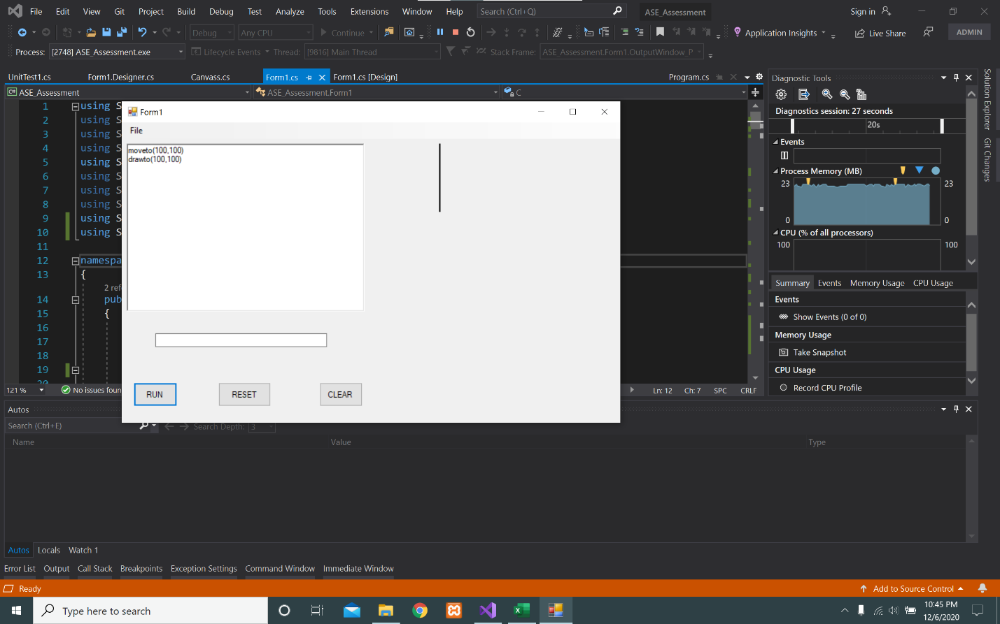 File Edit View Git Project Build Debug Test Analyze Tools Extensions Window Help Search (Ctrl+Q) ASE_Assessment Sign in
Debug Any CPU Continue Application Insights Live Share ADMIN
Process: [2748] ASE_Assessment.exe Lifecycle Events Thread: [9816] Main Thread Stack Frame: ASE_Assessment.Form1.OutputWindow_P
UnitTest1.cs Form1.Designer.cs Canvass.cs Form1.cs Form1.cs [Design] Program.cs
C# ASE_Assessment ASE_Assessment.Form1 C
1 using S
2 using S
3 using S
4 using S
5 using S
6 using S
7 using S
8 using S
9 using S
10 using S
11
12 namespa
13 {
2 ref
14 pub
15 {
16
17
18
19
20
Form1
File
moveto(100,100)
drawto(100,100)
RUN RESET CLEAR
121 % No issues foun Ln: 12 Ch: 7 SPC CRLF
Diagnostic Tools
Diagnostics session: 27 seconds
20s
Events
Process Memory (MB)
23 23
0 0
CPU (% of all processors)
100 100
Summary Events Memory Usage CPU Usage
Events
Show Events (0 of 0)
Memory Usage
Take Snapshot
CPU Usage
Record CPU Profile
Solution Explorer
Git Changes
Autos
Search (Ctrl+E) Search Depth: 3
Name Value Type
Autos Locals Watch 1
Error List Output Call Stack Breakpoints Exception Settings Command Window Immediate Window
Ready Add to Source Control
Type here to search
10:45 PM
12/6/2020